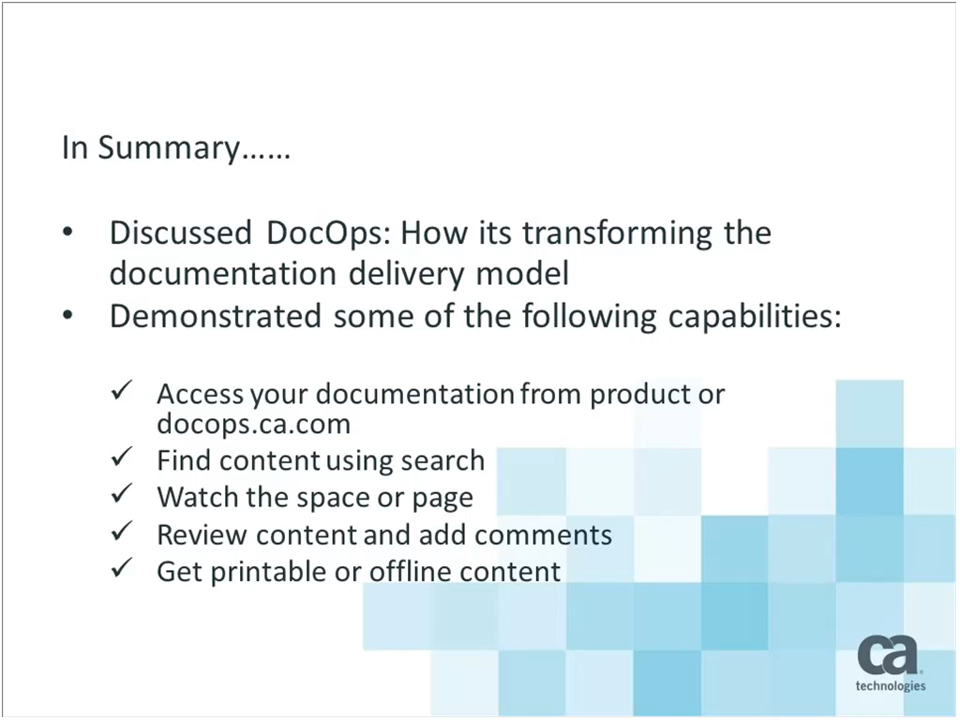 In Summary……
• Discussed DocOps: How its transforming the
documentation delivery model
• Demonstrated some of the following capabilities:
✓ Access your documentation from product or
docops.ca.com
✓ Find content using search
✓ Watch the space or page
✓ Review content and add comments
✓ Get printable or offline content
ca
technologies